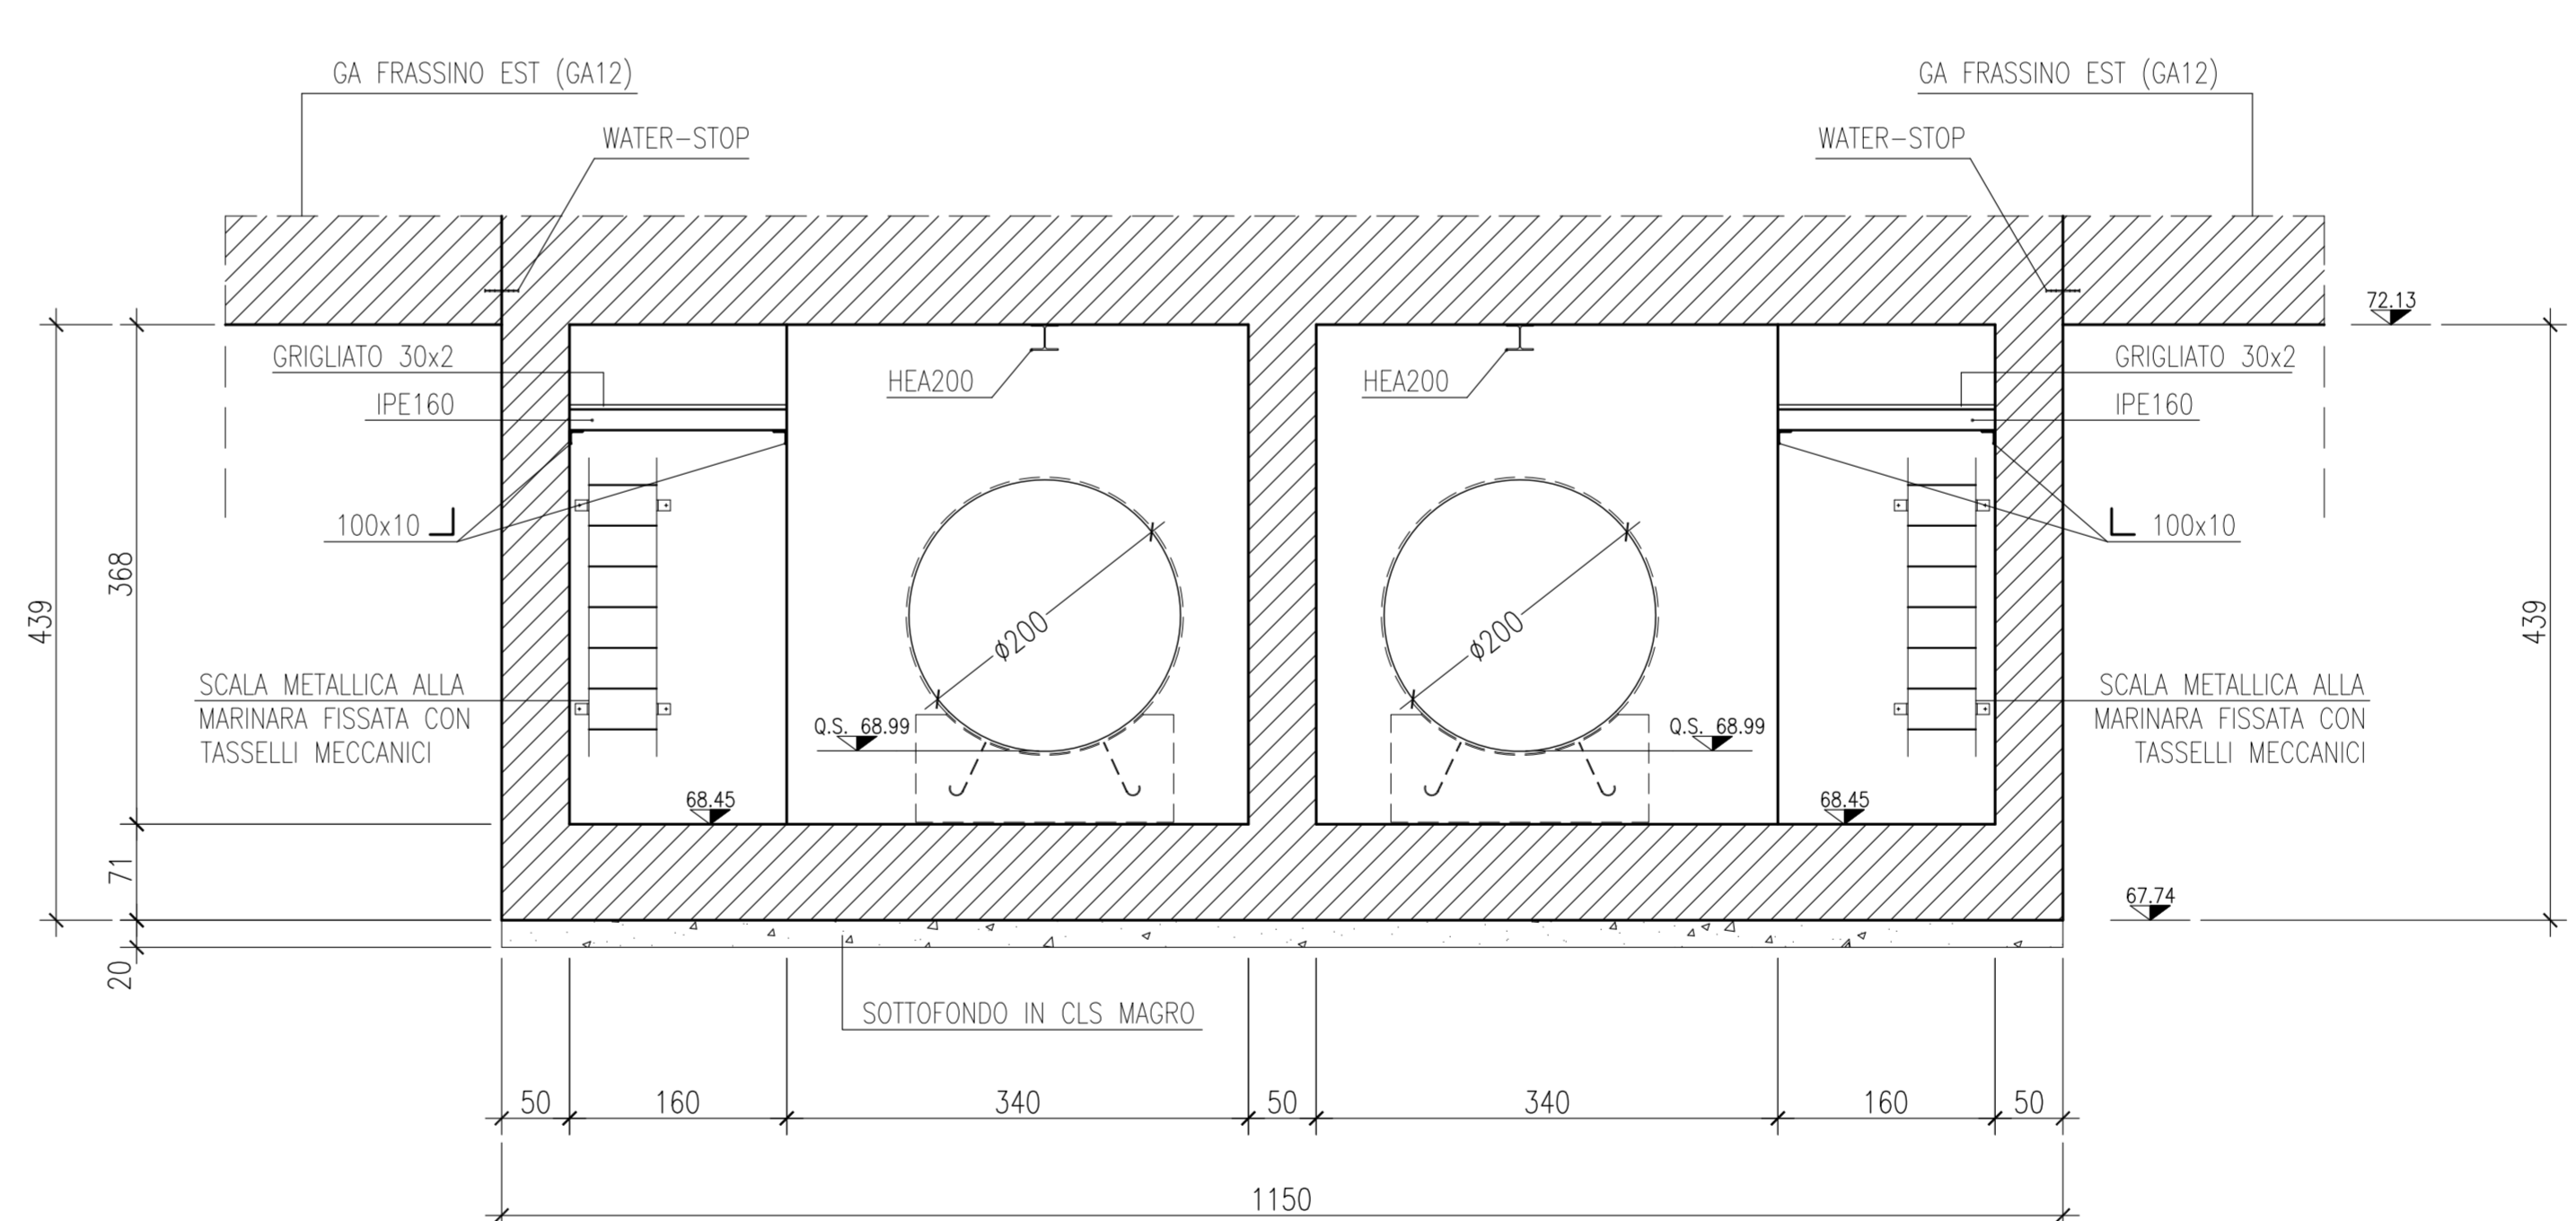 GA FRASSINO EST (GA12)
GA FRASSINO EST (GA12)
WATER-STOP
WATER-STOP
72.13
GRIGLIATO 30x2
HEA200
HEA200
GRIGLIATO 30x2
IPE160
IPE160
100x10
100x10
368
439
439
Ø200
Ø200
SCALA METALLICA ALLA
MARINARA FISSATA CON
TASSELLI MECCANICI
Q.S. 68.99
Q.S. 68.99
SCALA METALLICA ALLA
MARINARA FISSATA CON
TASSELLI MECCANICI
68.45
68.45
71
67.74
20
SOTTOFONDO IN CLS MAGRO
50 160 340 50 340 160 50
1150